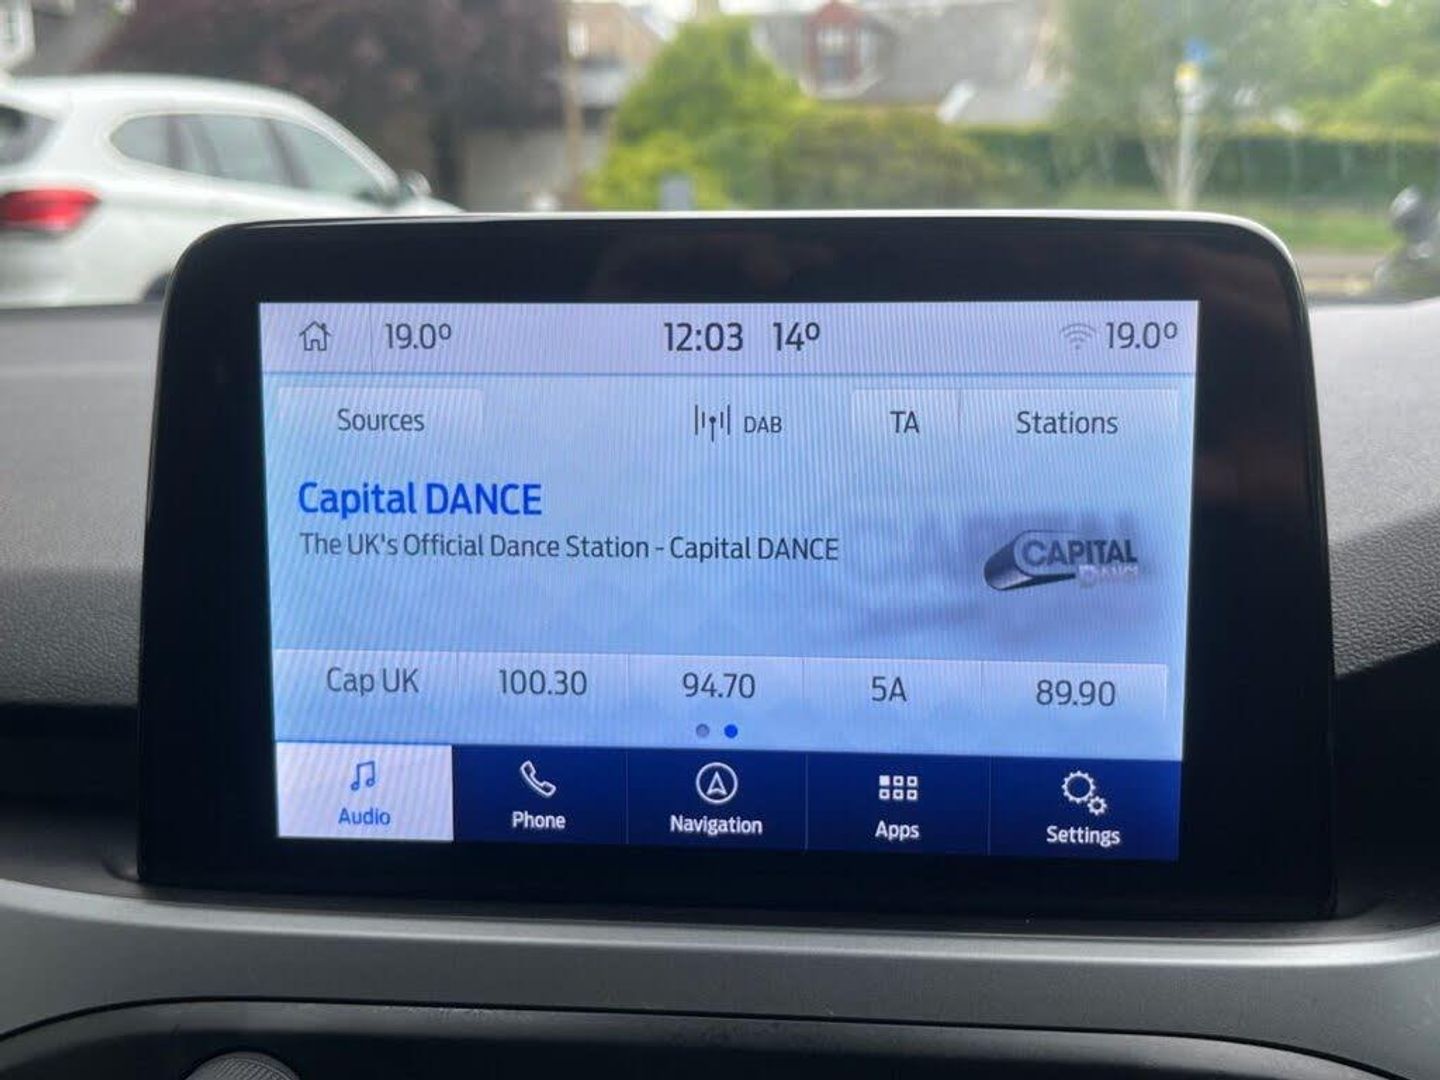 19.0° 12:03 14° 19.0°
Sources DAB TA Stations
Capital DANCE
The UK's Official Dance Station - Capital DANCE
CAPITAL
DANCE
Cap UK 100.30 94.70 5A 89.90
Audio Phone Navigation Apps Settings